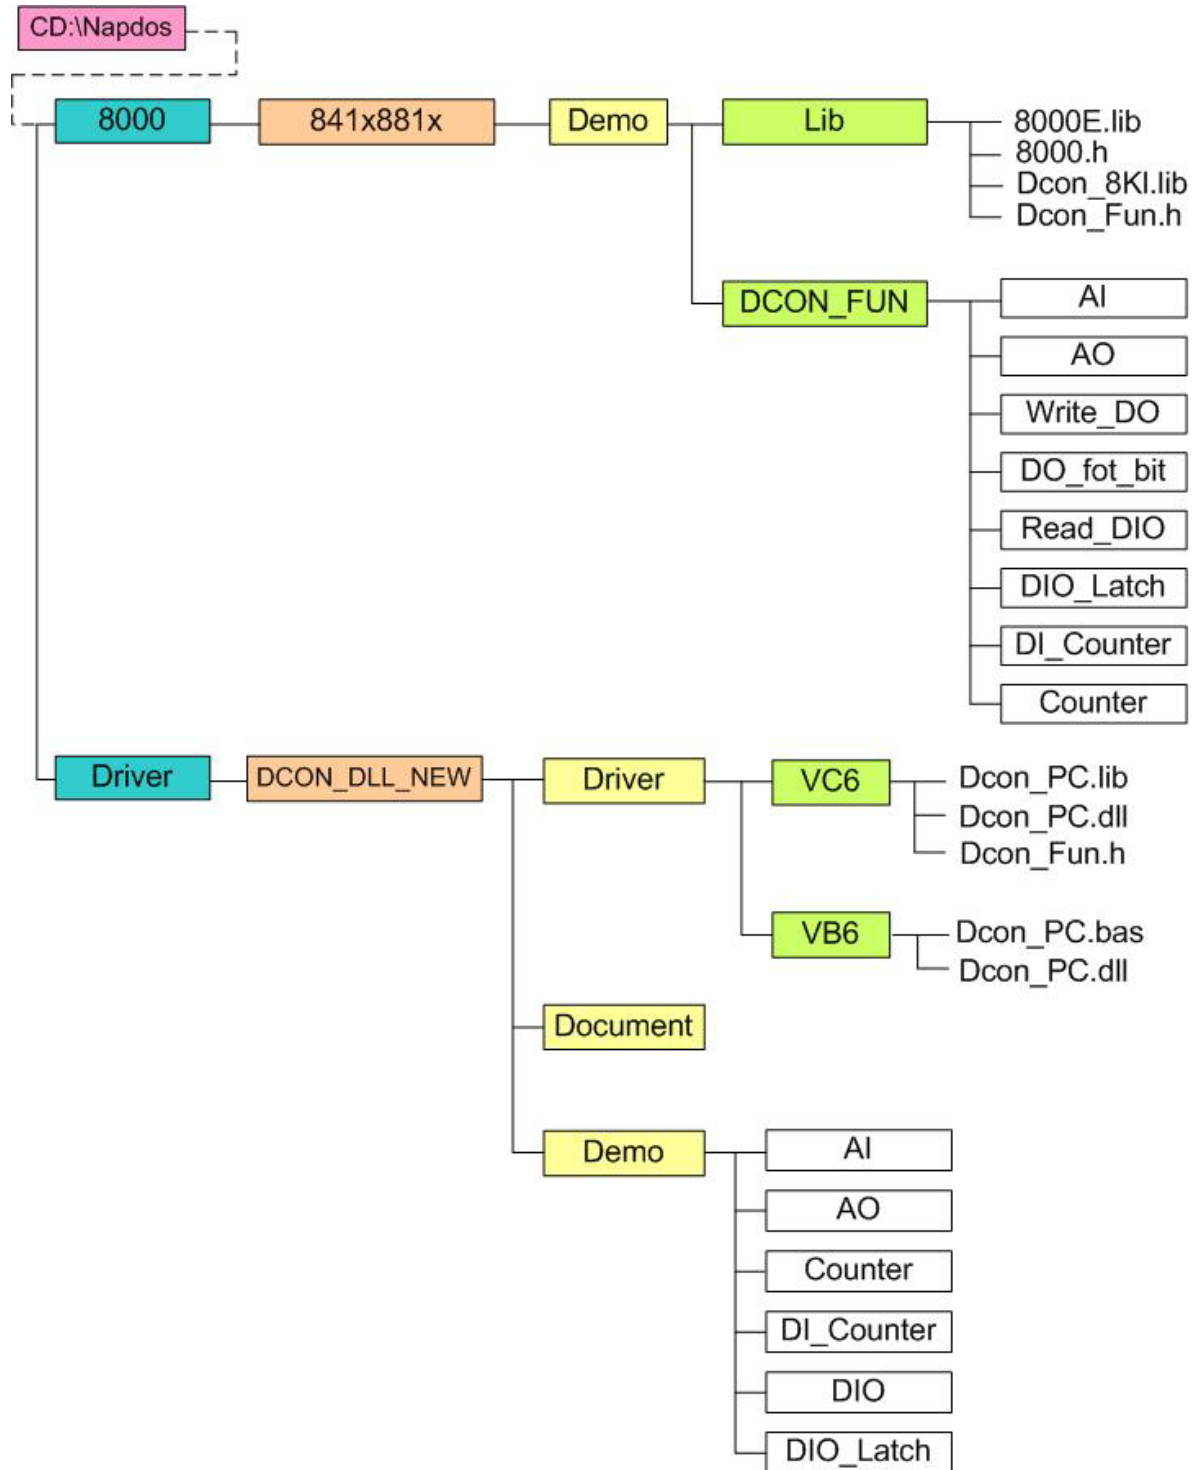 CD:\Napdos
8000
841x881x
Demo
Lib
8000E.lib
8000.h
Dcon_8KI.lib
Dcon_Fun.h
DCON_FUN
AI
AO
Write_DO
DO_fot_bit
Read_DIO
DIO_Latch
DI_Counter
Counter
Driver
DCON_DLL_NEW
Driver
VC6
Dcon_PC.lib
Dcon_PC.dll
Dcon_Fun.h
VB6
Dcon_PC.bas
Dcon_PC.dll
Document
Demo
AI
AO
Counter
DI_Counter
DIO
DIO_Latch